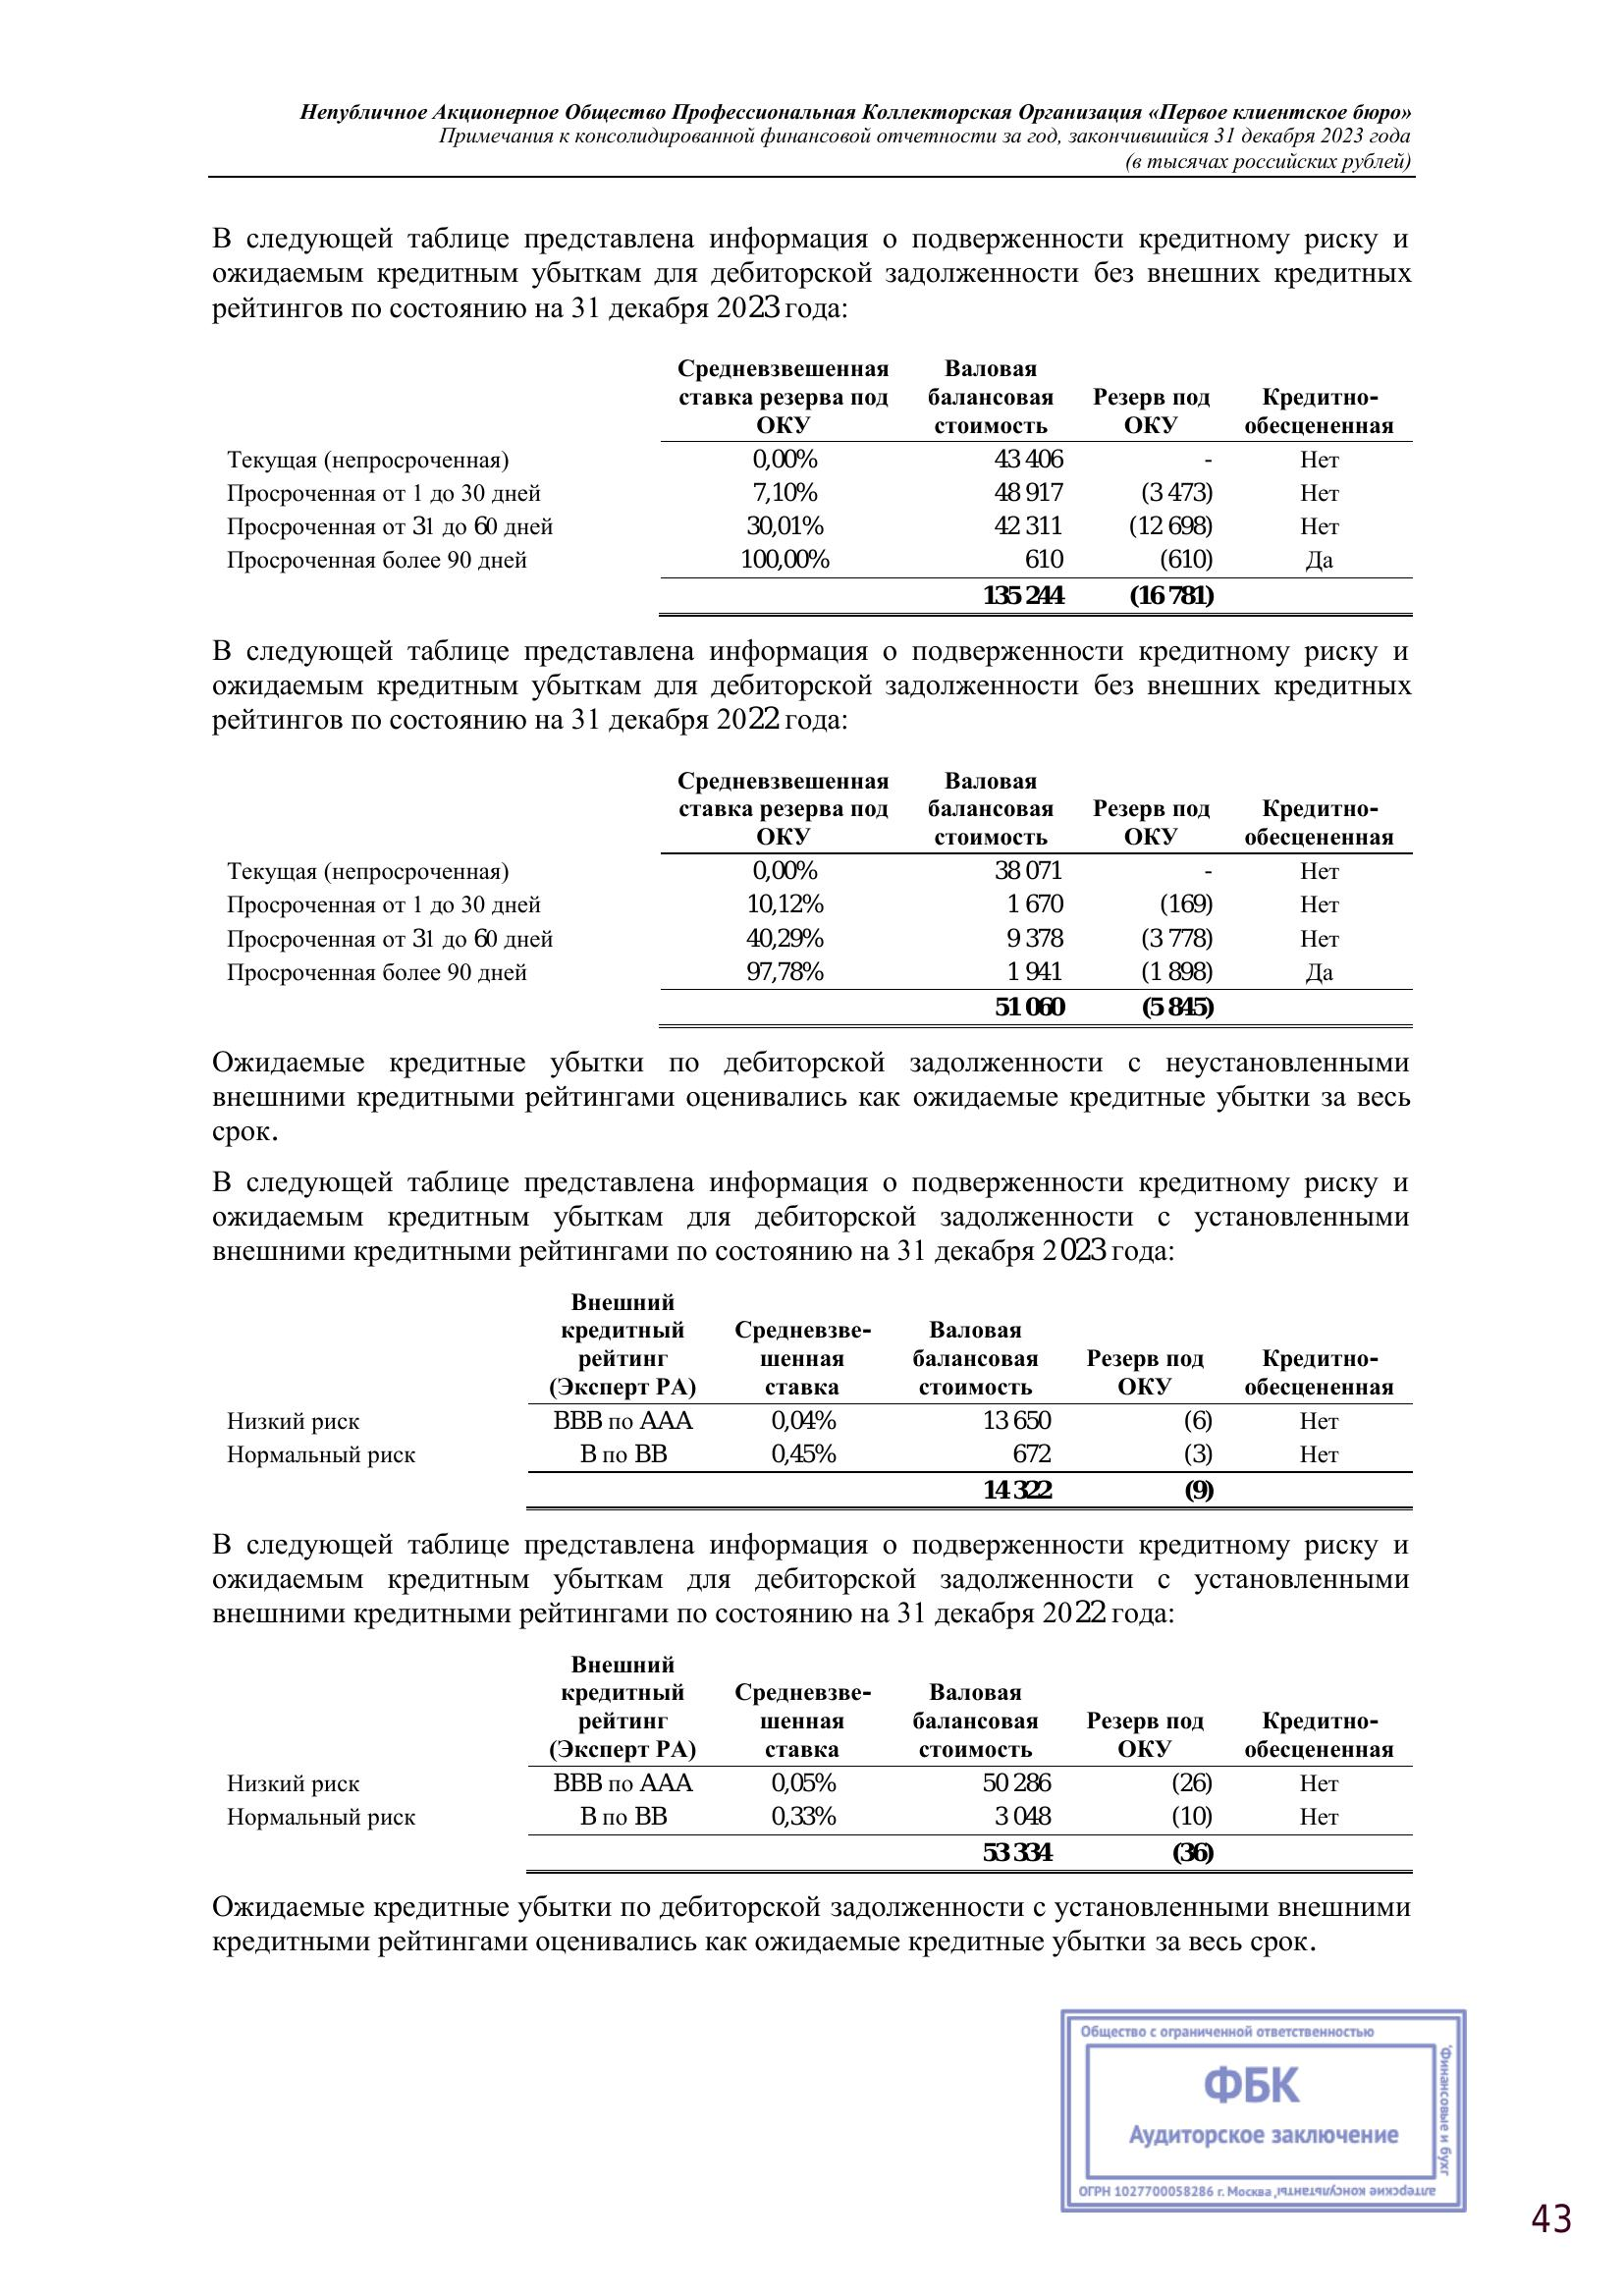 Непубличное Акционерное Общество Профессиональная Коллекторская Организация «Первое клиентское бюро»
Примечания к консолидированной финансовой отчетности за год, закончившийся 31 декабря 2023 года
(в тысячах российских рублей)
В следующей таблице представлена информация о подверженности кредитному риску и
ожидаемым кредитным убыткам для дебиторской задолженности без внешних кредитных
рейтингов по состоянию на 31 декабря 2023 года:
Средневзвешенная Валовая
ставка резерва под балансовая Резерв под Кредитно-
ОКУ стоимость ОКУ обесцененная
Текущая (непросроченная) 0,00% 43 406 - Нет
Просроченная от 1 до 30 дней 7,10% 48 917 (3 473) Нет
Просроченная от 31 до 60 дней 30,01% 42 311 (12 698) Нет
Просроченная более 90 дней 100,00% 610 (610) Да
135 244 (16 781)
В следующей таблице представлена информация о подверженности кредитному риску и
ожидаемым кредитным убыткам для дебиторской задолженности без внешних кредитных
рейтингов по состоянию на 31 декабря 2022 года:
Средневзвешенная Валовая
ставка резерва под балансовая Резерв под Кредитно-
ОКУ стоимость ОКУ обесцененная
Текущая (непросроченная) 0,00% 38 071 - Нет
Просроченная от 1 до 30 дней 10,12% 1 670 (169) Нет
Просроченная от 31 до 60 дней 40,29% 9 378 (3 778) Нет
Просроченная более 90 дней 97,78% 1 941 (1 898) Да
51 060 (5 845)
Ожидаемые кредитные убытки по дебиторской задолженности с неустановленными
внешними кредитными рейтингами оценивались как ожидаемые кредитные убытки за весь
срок.
В следующей таблице представлена информация о подверженности кредитному риску и
ожидаемым кредитным убыткам для дебиторской задолженности с установленными
внешними кредитными рейтингами по состоянию на 31 декабря 2023 года:
Внешний
кредитный Средневзве- Валовая
рейтинг шенная балансовая Резерв под Кредитно-
(Эксперт РА) ставка стоимость ОКУ обесцененная
Низкий риск BBB по AAA 0,04% 13 650 (6) Нет
Нормальный риск B по BB 0,45% 672 (3) Нет
14 322 (9)
В следующей таблице представлена информация о подверженности кредитному риску и
ожидаемым кредитным убыткам для дебиторской задолженности с установленными
внешними кредитными рейтингами по состоянию на 31 декабря 2022 года:
Внешний
кредитный Средневзве- Валовая
рейтинг шенная балансовая Резерв под Кредитно-
(Эксперт РА) ставка стоимость ОКУ обесцененная
Низкий риск BBB по AAA 0,05% 50 286 (26) Нет
Нормальный риск B по BB 0,33% 3 048 (10) Нет
53 334 (36)
Ожидаемые кредитные убытки по дебиторской задолженности с установленными внешними
кредитными рейтингами оценивались как ожидаемые кредитные убытки за весь срок.
Общество с ограниченной ответственностью
"Финансовые и бухг
алтерские консультанты"
ФБК
Аудиторское заключение
ОГРН 1027700058286 г. Москва
43